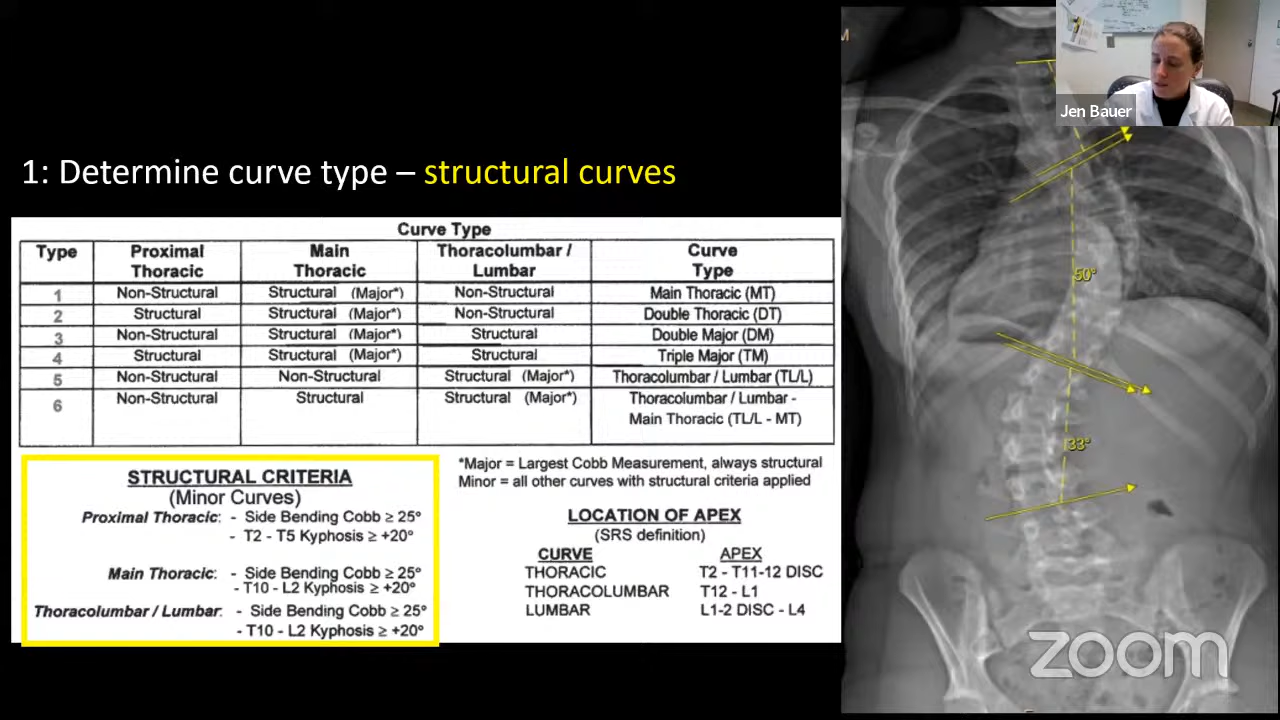 M
Jen Bauer
1: Determine curve type – structural curves
Curve Type
Type Proximal Thoracic Main Thoracic Thoracolumbar / Lumbar Curve Type
1 Non-Structural Structural (Major*) Non-Structural Main Thoracic (MT)
2 Structural Structural (Major*) Non-Structural Double Thoracic (DT)
3 Non-Structural Structural (Major*) Structural Double Major (DM)
4 Structural Structural (Major*) Structural Triple Major (TM)
5 Non-Structural Non-Structural Structural (Major*) Thoracolumbar / Lumbar (TL/L)
6 Non-Structural Structural Structural (Major*) Thoracolumbar / Lumbar -
Main Thoracic (TL/L - MT)
STRUCTURAL CRITERIA
(Minor Curves)
Proximal Thoracic: - Side Bending Cobb ≥ 25°
- T2 - T5 Kyphosis ≥ +20°
Main Thoracic: - Side Bending Cobb ≥ 25°
- T10 - L2 Kyphosis ≥ +20°
Thoracolumbar / Lumbar: - Side Bending Cobb ≥ 25°
- T10 - L2 Kyphosis ≥ +20°
*Major = Largest Cobb Measurement, always structural
Minor = all other curves with structural criteria applied
LOCATION OF APEX
(SRS definition)
CURVE APEX
THORACIC T2 - T11-12 DISC
THORACOLUMBAR T12 - L1
LUMBAR L1-2 DISC - L4
50°
33°
zoom